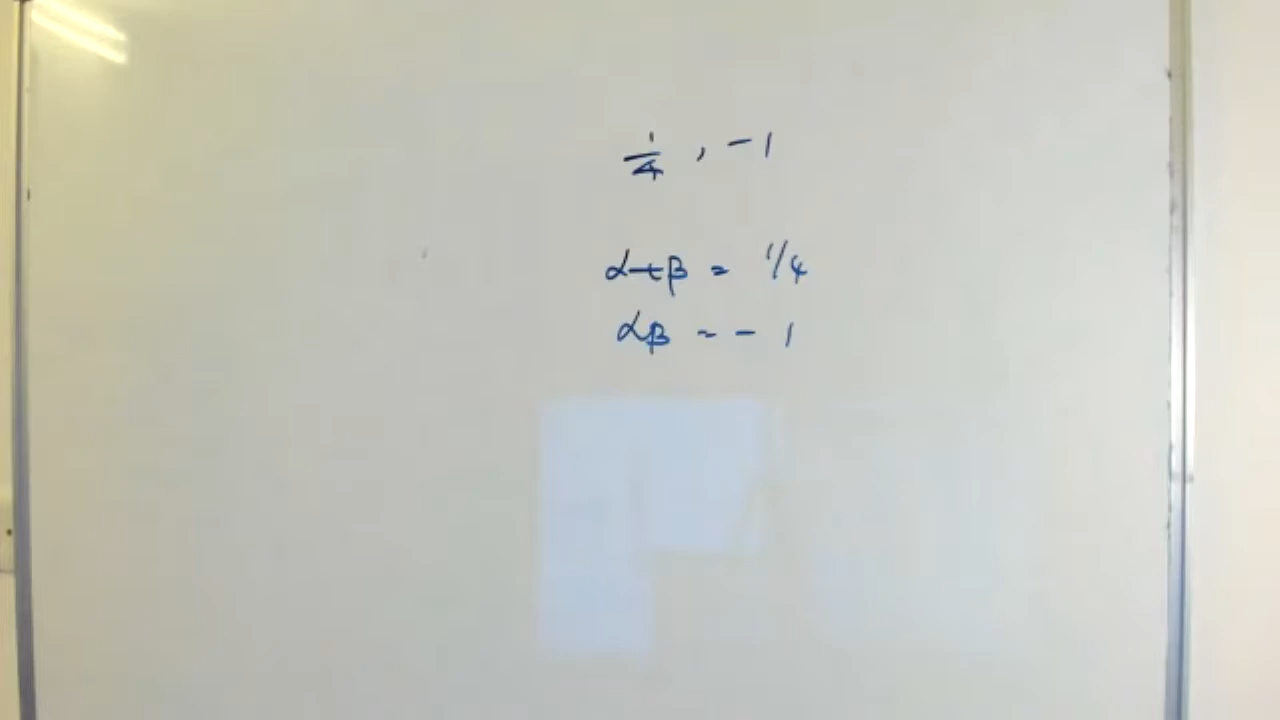 1/4 , -1
α+β = 1/4
αβ = - 1